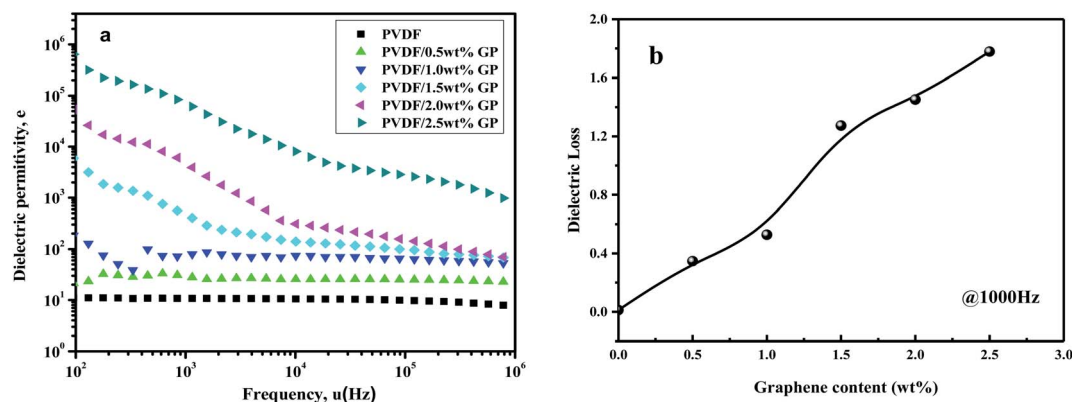 a
PVDF
PVDF/0.5wt% GP
PVDF/1.0wt% GP
PVDF/1.5wt% GP
PVDF/2.0wt% GP
PVDF/2.5wt% GP
Dielectric permitivity, e
10^6
10^5
10^4
10^3
10^2
10^1
10^0
10^2 10^3 10^4 10^5 10^6
Frequency, u(Hz)
b
Dielectric Loss
2.0
1.6
1.2
0.8
0.4
0.0
@1000Hz
0.0 0.5 1.0 1.5 2.0 2.5 3.0
Graphene content (wt%)